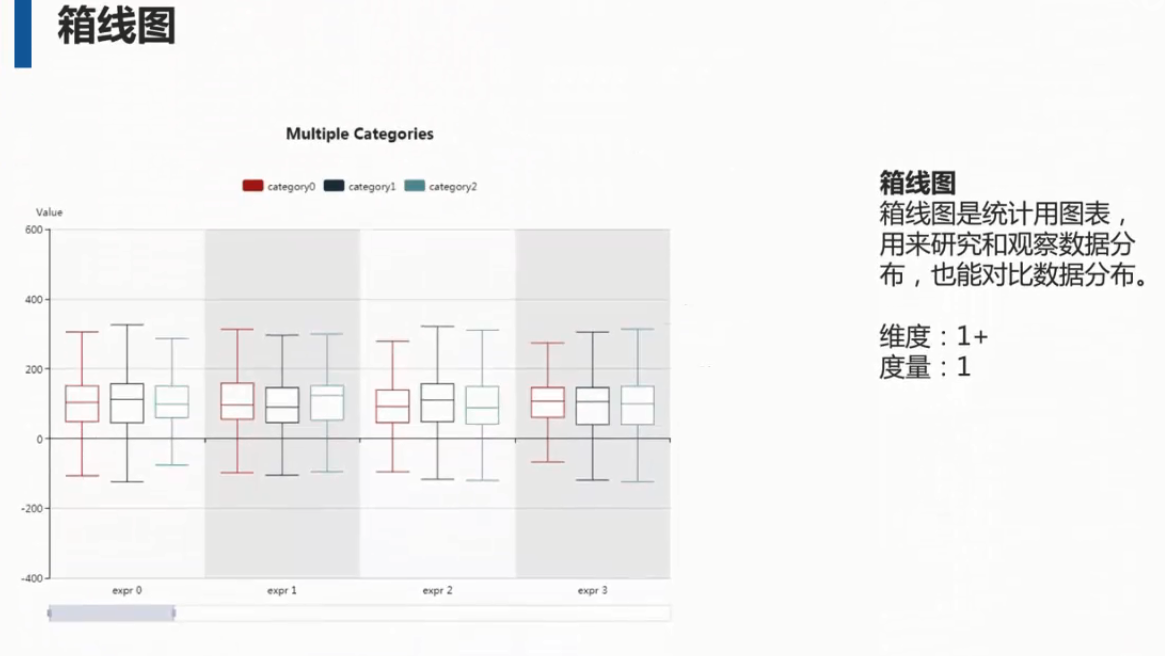 箱线图
Multiple Categories
category0 category1 category2
Value
600
400
200
0
-200
-400
expr 0 expr 1 expr 2 expr 3
箱线图
箱线图是统计用图表，
用来研究和观察数据分
布，也能对比数据分布。
维度：1+
度量：1